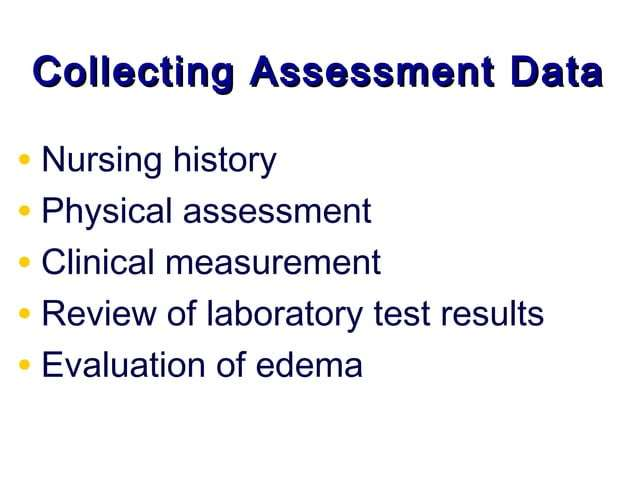 Collecting Assessment Data
• Nursing history
• Physical assessment
• Clinical measurement
• Review of laboratory test results
• Evaluation of edema